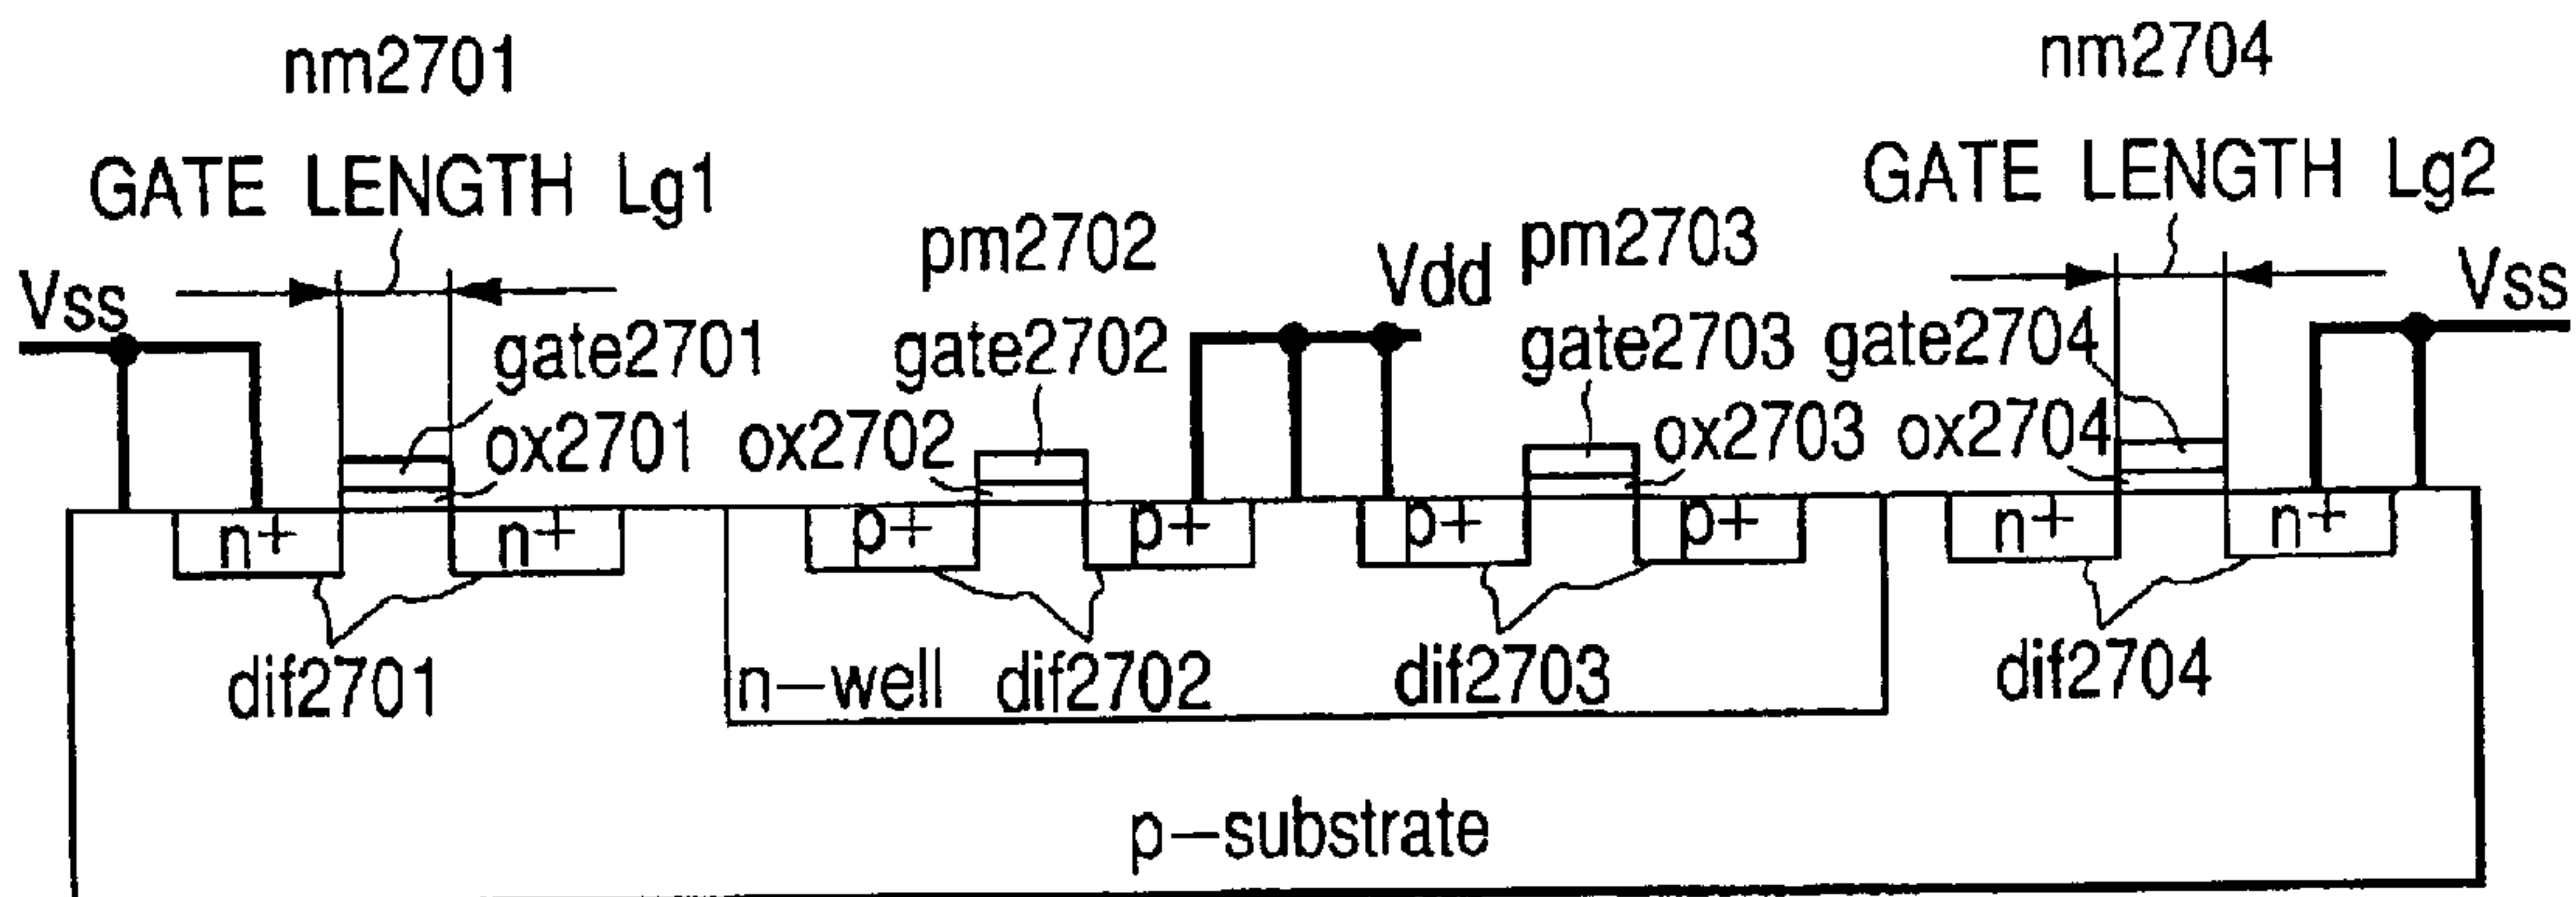 nm2701
nm2704
GATE LENGTH Lg1
GATE LENGTH Lg2
pm2702
pm2703
Vss
Vdd
Vss
gate2701
gate2702
gate2703
gate2704
ox2701
ox2702
ox2703
ox2704
n+
n+
p+
p+
p+
p+
n+
n+
dif2701
n-well
dif2702
dif2703
dif2704
p-substrate